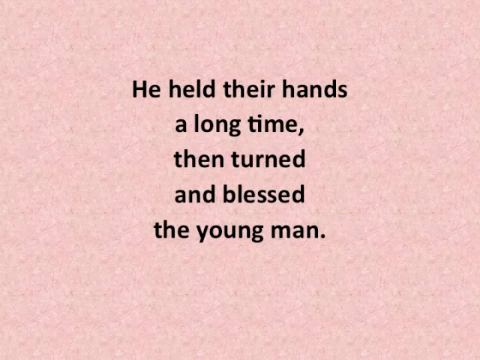 He held their hands
a long time,
then turned
and blessed
the young man.